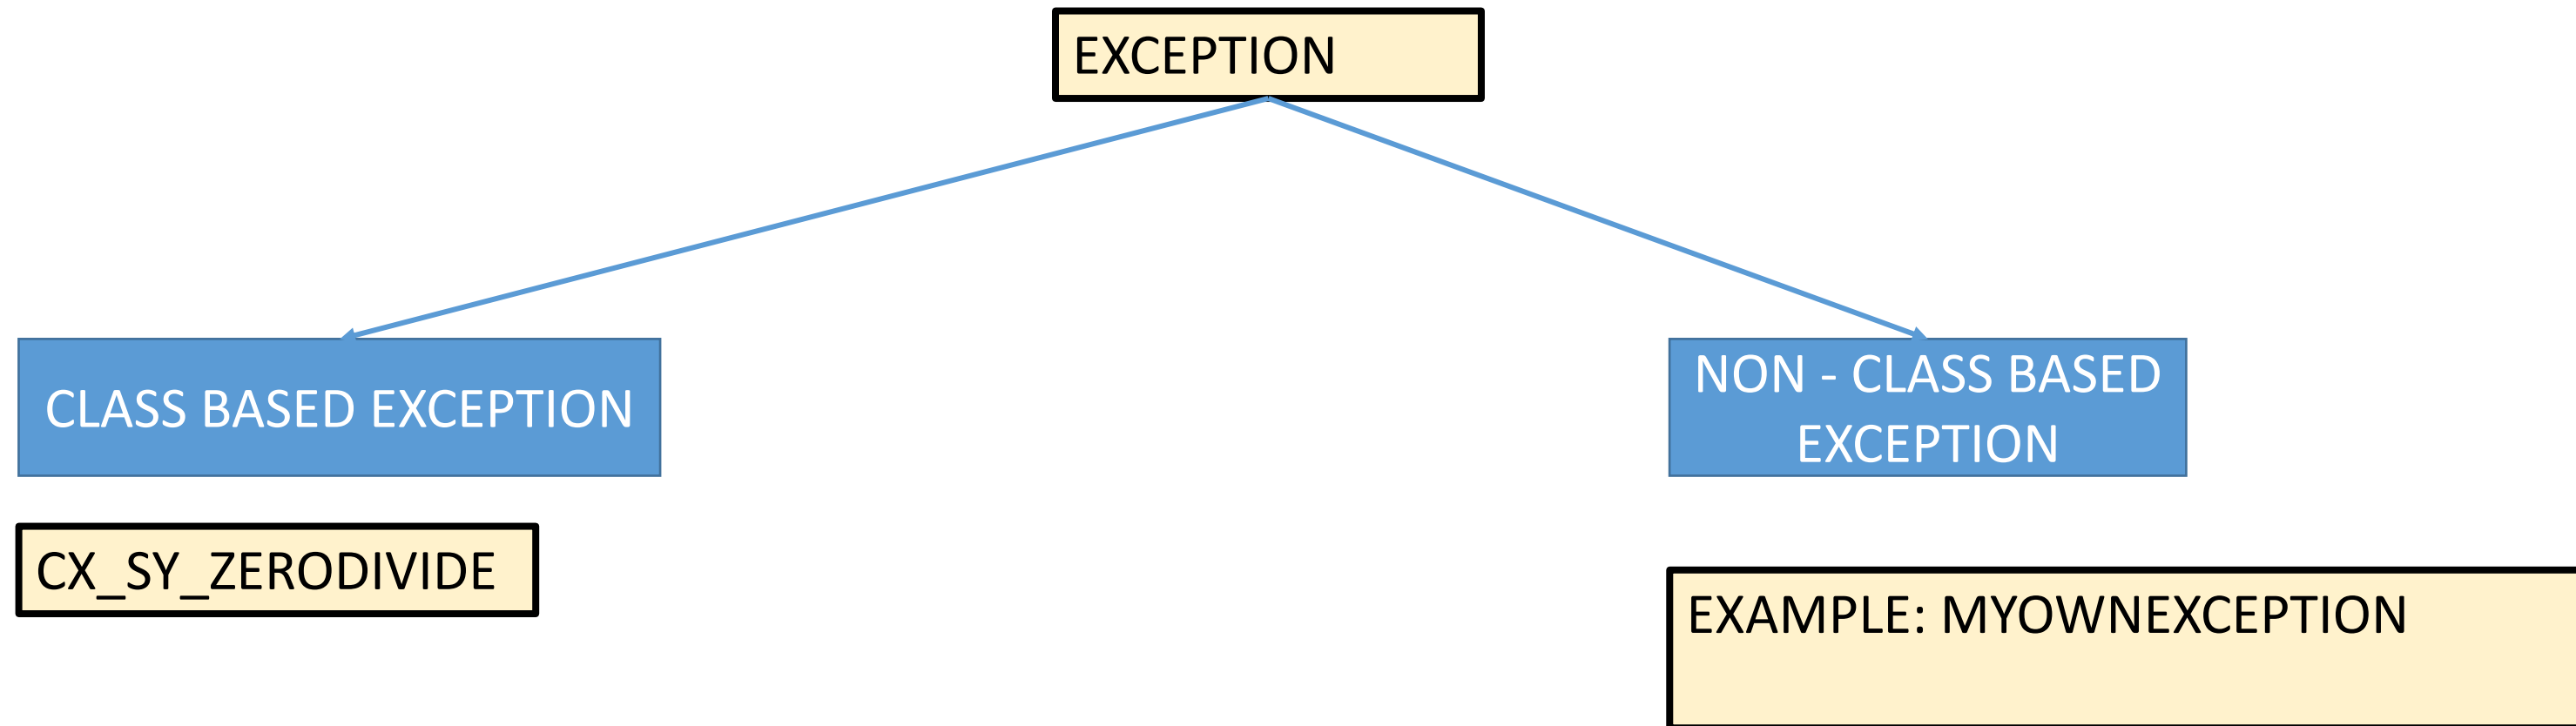 EXCEPTION
CLASS BASED EXCEPTION
NON - CLASS BASED
EXCEPTION
CX_SY_ZERODIVIDE
EXAMPLE: MYOWNEXCEPTION